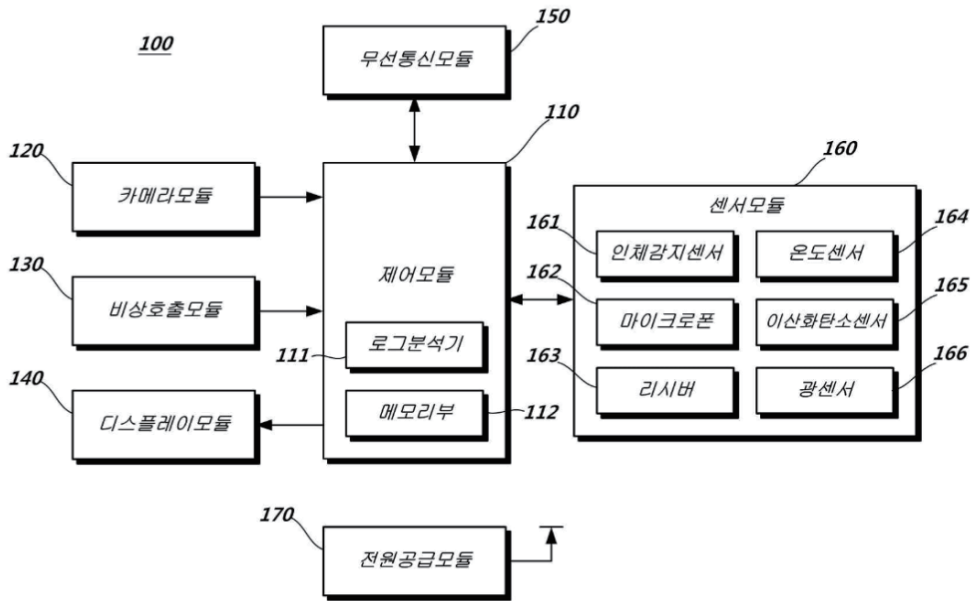 100
150
무선통신모듈
110
120
카메라모듈
130
비상호출모듈
140
디스플레이모듈
제어모듈
111
로그분석기
메모리부
112
160
센서모듈
161
인체감지센서
온도센서
164
162
마이크로폰
이산화탄소센서
165
163
리시버
광센서
166
170
전원공급모듈